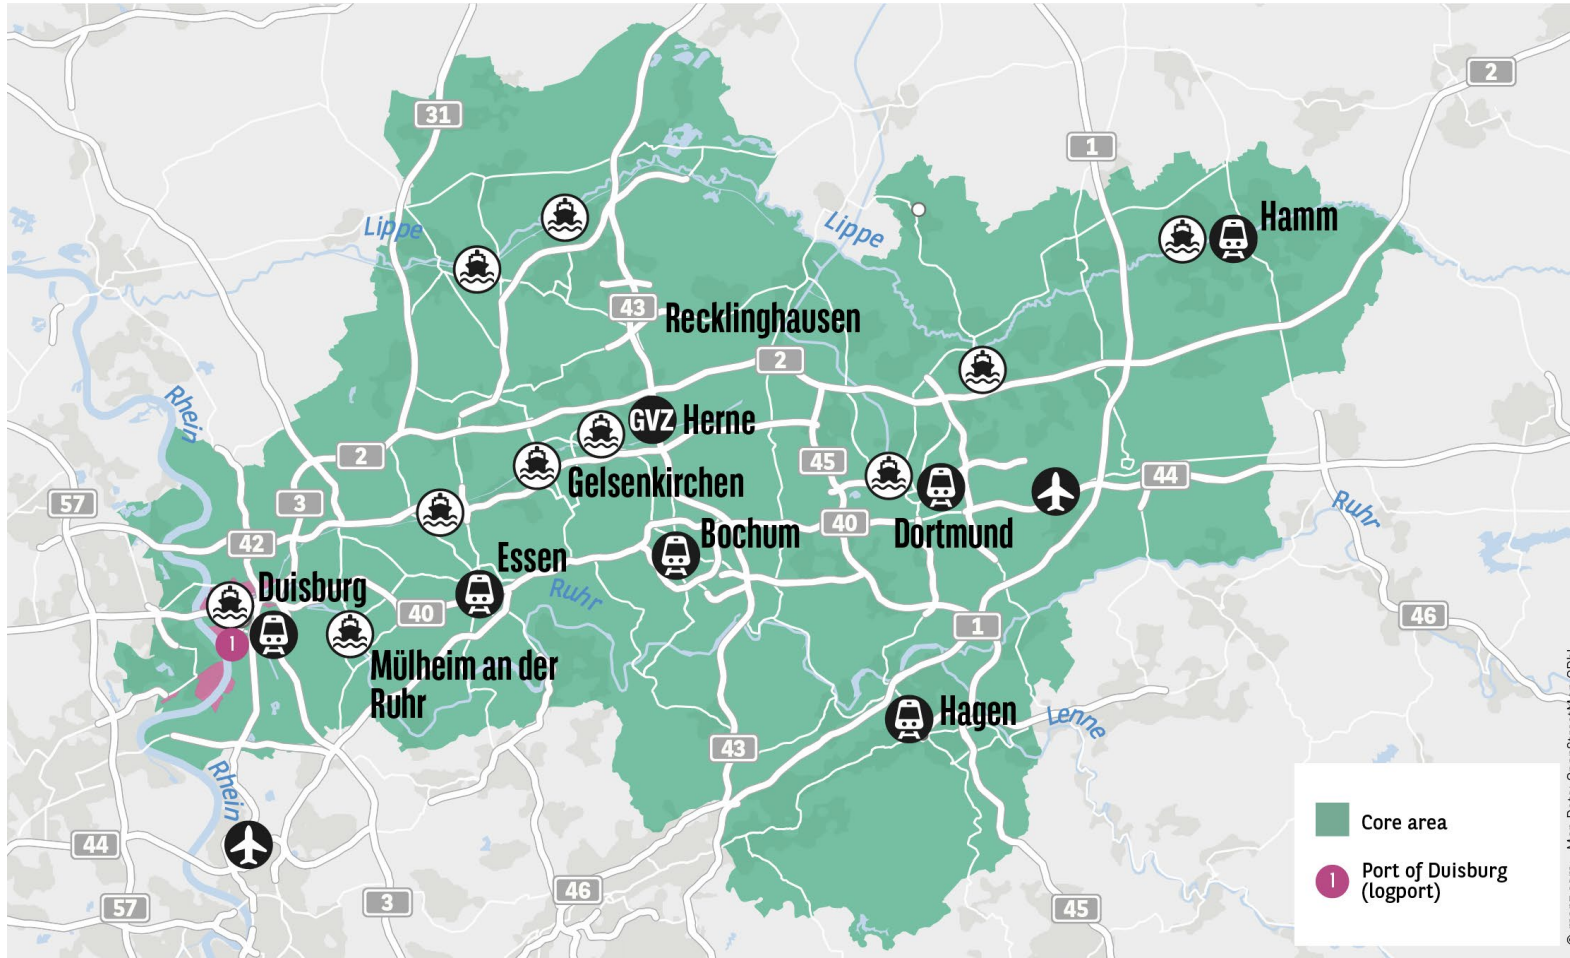 2
31
1
Hamm
Lippe
Lippe
43
Recklinghausen
2
Rhein
GVZ
Herne
2
45
44
Gelsenkirchen
57
3
Ruhr
40
Bochum
Dortmund
42
Essen
Duisburg
Ruhr
40
46
1
1
Mülheim an der
Ruhr
Hagen
Lenne
43
Rhein
Core area
44
1
Port of Duisburg
(logport)
46
3
57
45